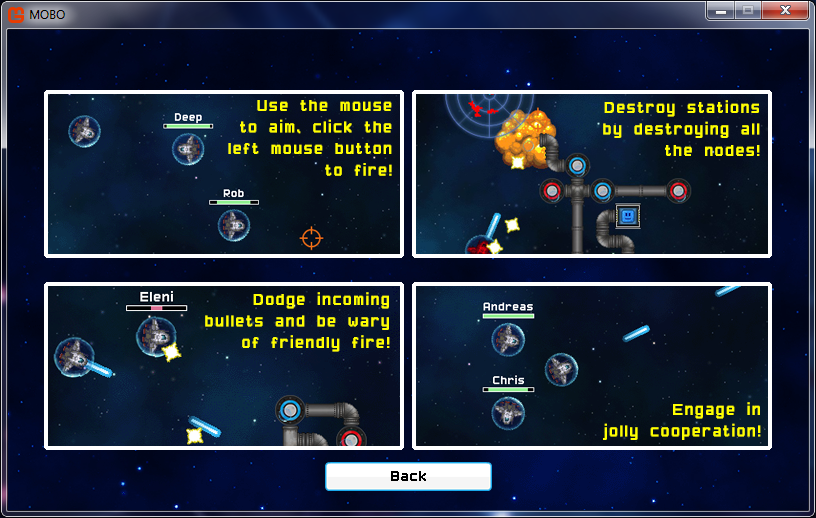 MOBO
Deep
Rob
Use the mouse
to aim, click the
left mouse button
to fire!
Destroy stations
by destroying all
the nodes!
Eleni
Dodge incoming
bullets and be wary
of friendly fire!
Andreas
Chris
Engage in
jolly cooperation!
Back